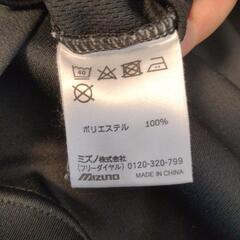 40
ポリエステル 100%
ミズノ株式会社
(フリーダイヤル) 0120-320-799
MIZUNO MADE IN CHINA